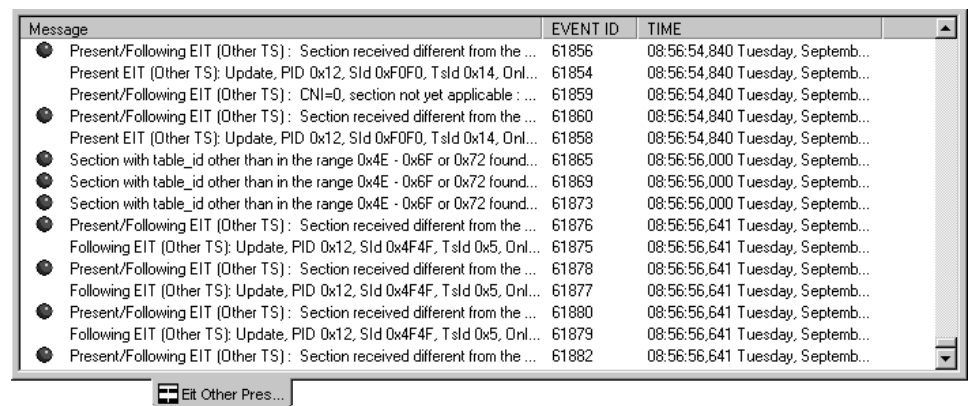 Message EVENT ID TIME
Present/Following EIT (Other TS) : Section received different from the ... 61856 08:56:54,840 Tuesday, Septemb...
Present EIT (Other TS): Update, PID 0x12, SId 0xF0F0, TsId 0x14, Onl... 61854 08:56:54,840 Tuesday, Septemb...
Present/Following EIT (Other TS) : CNI=0, section not yet applicable : ... 61859 08:56:54,840 Tuesday, Septemb...
Present/Following EIT (Other TS) : Section received different from the ... 61860 08:56:54,840 Tuesday, Septemb...
Present EIT (Other TS): Update, PID 0x12, SId 0xF0F0, TsId 0x14, Onl... 61858 08:56:54,840 Tuesday, Septemb...
Section with table_id other than in the range 0x4E - 0x6F or 0x72 found... 61865 08:56:56,000 Tuesday, Septemb...
Section with table_id other than in the range 0x4E - 0x6F or 0x72 found... 61869 08:56:56,000 Tuesday, Septemb...
Section with table_id other than in the range 0x4E - 0x6F or 0x72 found... 61873 08:56:56,000 Tuesday, Septemb...
Present/Following EIT (Other TS) : Section received different from the ... 61876 08:56:56,641 Tuesday, Septemb...
Following EIT (Other TS): Update, PID 0x12, SId 0x4F4F, TsId 0x5, Onl... 61875 08:56:56,641 Tuesday, Septemb...
Present/Following EIT (Other TS) : Section received different from the ... 61878 08:56:56,641 Tuesday, Septemb...
Following EIT (Other TS): Update, PID 0x12, SId 0x4F4F, TsId 0x5, Onl... 61877 08:56:56,641 Tuesday, Septemb...
Present/Following EIT (Other TS) : Section received different from the ... 61880 08:56:56,641 Tuesday, Septemb...
Following EIT (Other TS): Update, PID 0x12, SId 0x4F4F, TsId 0x5, Onl... 61879 08:56:56,641 Tuesday, Septemb...
Present/Following EIT (Other TS) : Section received different from the ... 61882 08:56:56,641 Tuesday, Septemb...
Eit Other Pres...